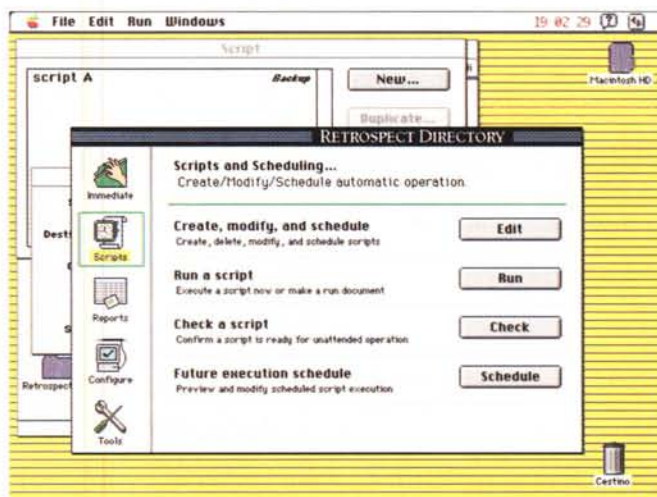 File Edit Run Windows 19 02 29
Script
script A Backup New...
Duplicate...
Macintosh HD
RETROSPECT DIRECTORY
Immediate
Scripts
Reports
Configure
Tools
Scripts and Scheduling...
Create/Modify/Schedule automatic operation
Create, modify, and schedule
Create, delete, modify, and schedule scripts
Edit
Run a script
Execute a script now or make a run document
Run
Check a script
Confirm a script is ready for unattended operation
Check
Future execution schedule
Preview and modify scheduled script execution
Schedule
Cestino